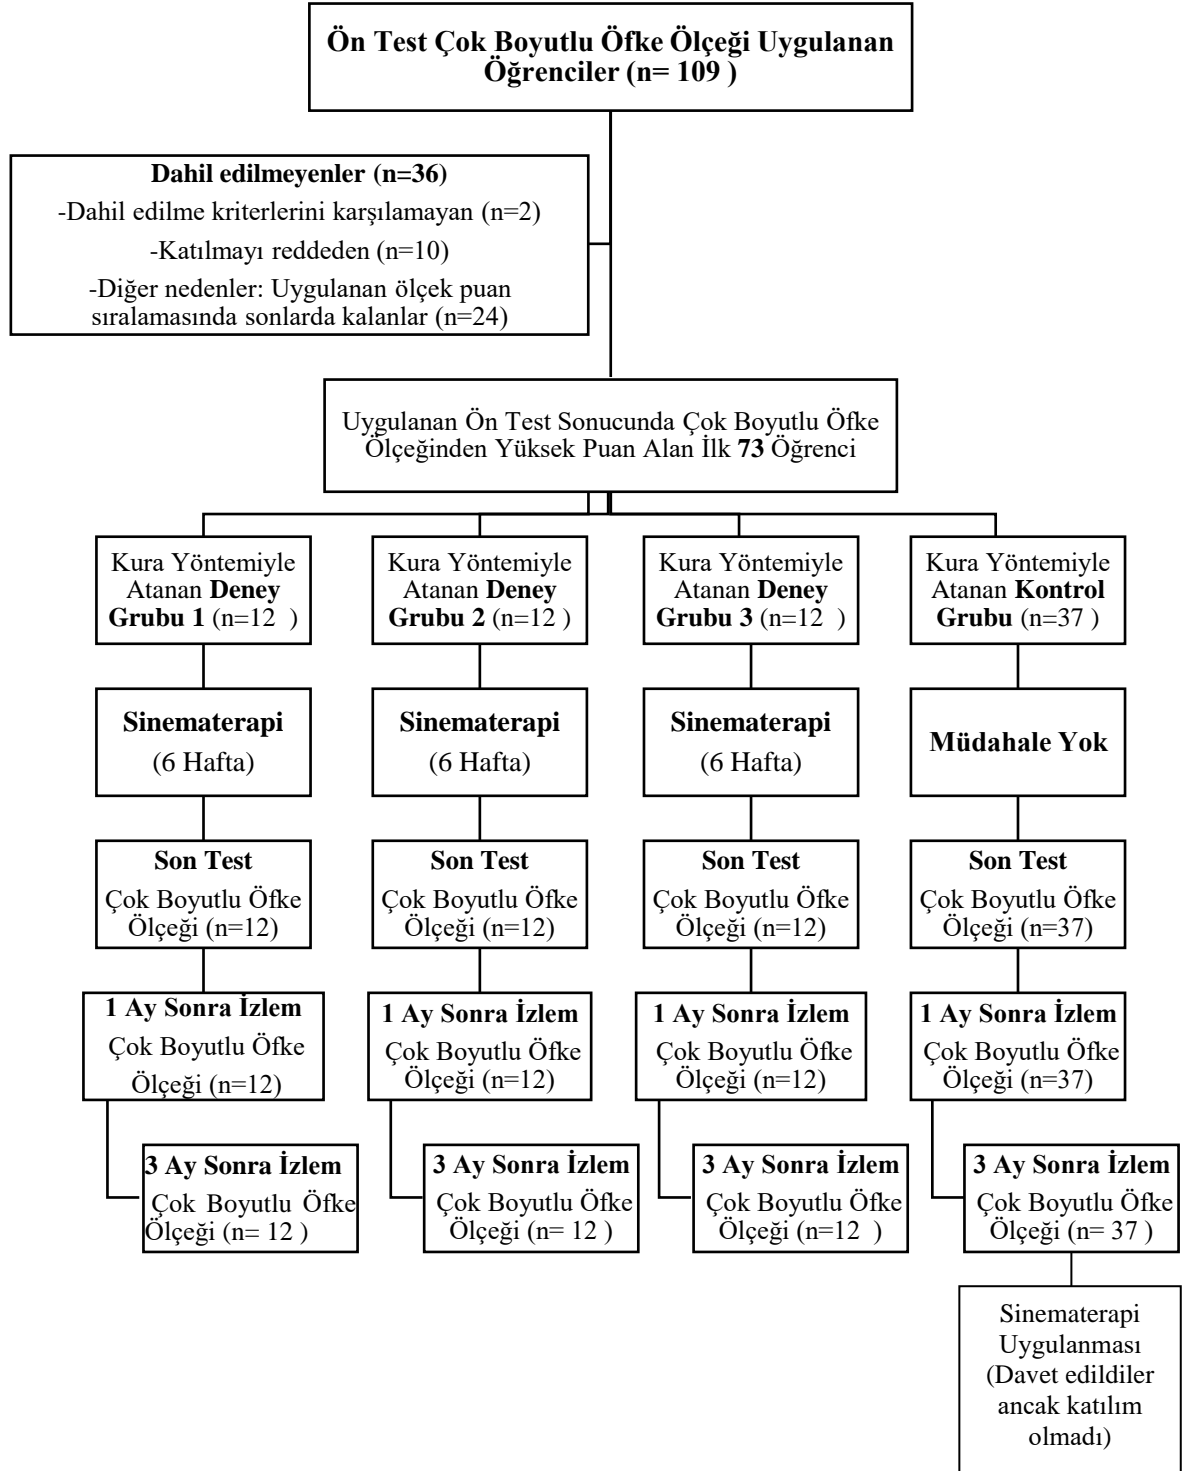 Ön Test Çok Boyutlu Öfke Ölçeği Uygulanan
Öğrenciler (n= 109 )
Dahil edilmeyenler (n=36)
-Dahil edilme kriterlerini karşılamayan (n=2)
-Katılmayı reddeden (n=10)
-Diğer nedenler: Uygulanan ölçek puan
sıralamasında sonlarda kalanlar (n=24)
Uygulanan Ön Test Sonucunda Çok Boyutlu Öfke
Ölçeğinden Yüksek Puan Alan İlk 73 Öğrenci
Kura Yöntemiyle
Atanan Deney
Grubu 1 (n=12 )
Kura Yöntemiyle
Atanan Deney
Grubu 2 (n=12 )
Kura Yöntemiyle
Atanan Deney
Grubu 3 (n=12 )
Kura Yöntemiyle
Atanan Kontrol
Grubu (n=37 )
Sinematerapi
(6 Hafta)
Sinematerapi
(6 Hafta)
Sinematerapi
(6 Hafta)
Müdahale Yok
Son Test
Çok Boyutlu Öfke
Ölçeği (n=12)
Son Test
Çok Boyutlu Öfke
Ölçeği (n=12)
Son Test
Çok Boyutlu Öfke
Ölçeği (n=12)
Son Test
Çok Boyutlu Öfke
Ölçeği (n=37)
1 Ay Sonra İzlem
Çok Boyutlu Öfke
Ölçeği (n=12)
1 Ay Sonra İzlem
Çok Boyutlu Öfke
Ölçeği (n=12)
1 Ay Sonra İzlem
Çok Boyutlu Öfke
Ölçeği (n=12)
1 Ay Sonra İzlem
Çok Boyutlu Öfke
Ölçeği (n=37)
3 Ay Sonra İzlem
Çok Boyutlu Öfke
Ölçeği (n= 12 )
3 Ay Sonra İzlem
Çok Boyutlu Öfke
Ölçeği (n= 12 )
3 Ay Sonra İzlem
Çok Boyutlu Öfke
Ölçeği (n=12 )
3 Ay Sonra İzlem
Çok Boyutlu Öfke
Ölçeği (n= 37 )
Sinematerapi
Uygulanması
(Davet edildiler
ancak katılım
olmadı)